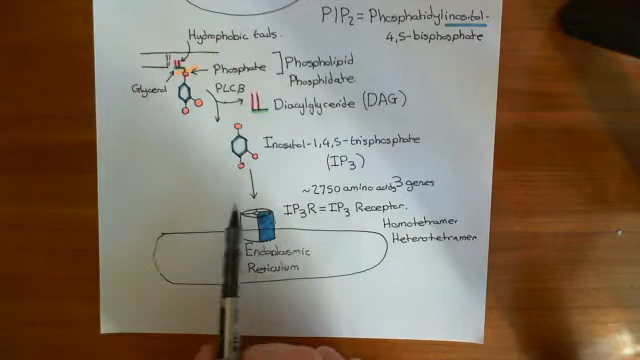 PIP₂ = Phosphatidylinositol-
4,5-bisphosphate
Hydrophobic tails.
Glycerol
Phosphate
Phospholipid
Phosphidate.
PLCβ
Diacylglyceride (DAG)
Inositol-1,4,5-trisphosphate
(IP₃)
~2750 amino acids, 3 genes
IP₃R = IP₃ Receptor.
Homotetramer
Heterotetramer
Endoplasmic
Reticulum